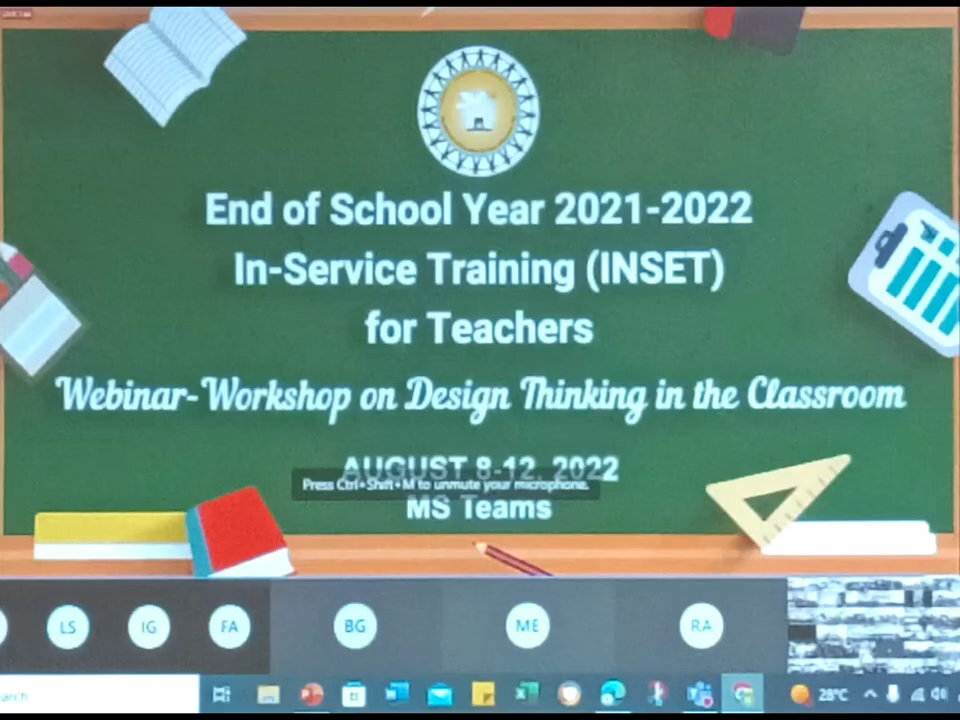 End of School Year 2021-2022
In-Service Training (INSET)
for Teachers
Webinar-Workshop on Design Thinking in the Classroom
AUGUST 8-12, 2022
Press Ctrl+Shift+M to unmute your microphone.
MS Teams
LS
IG
FA
BG
ME
RA
earch
28°C